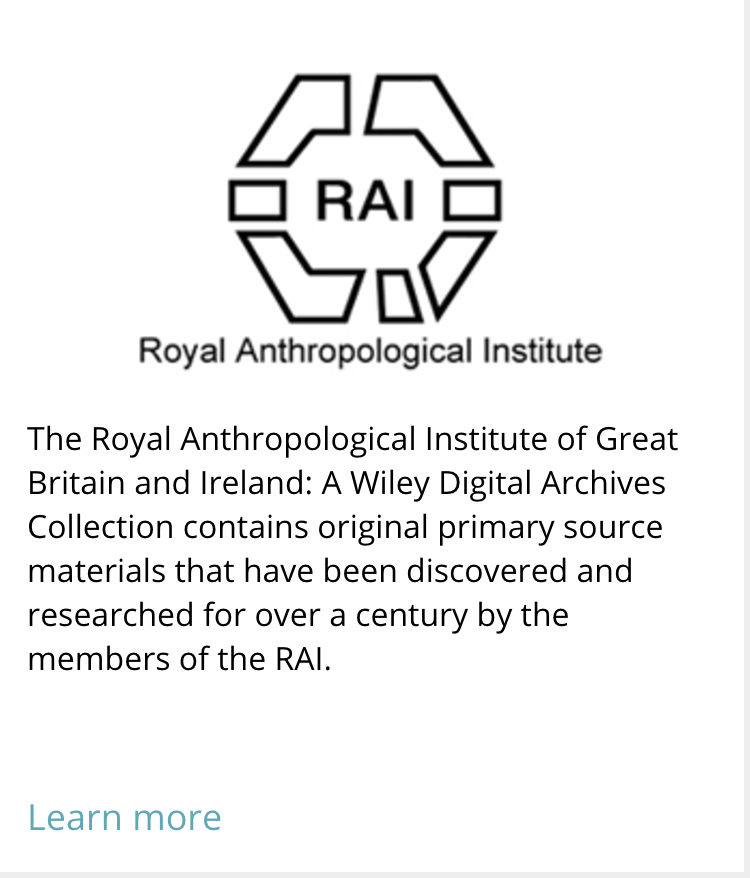 RAI
Royal Anthropological Institute
The Royal Anthropological Institute of Great
Britain and Ireland: A Wiley Digital Archives
Collection contains original primary source
materials that have been discovered and
researched for over a century by the
members of the RAI.
Learn more